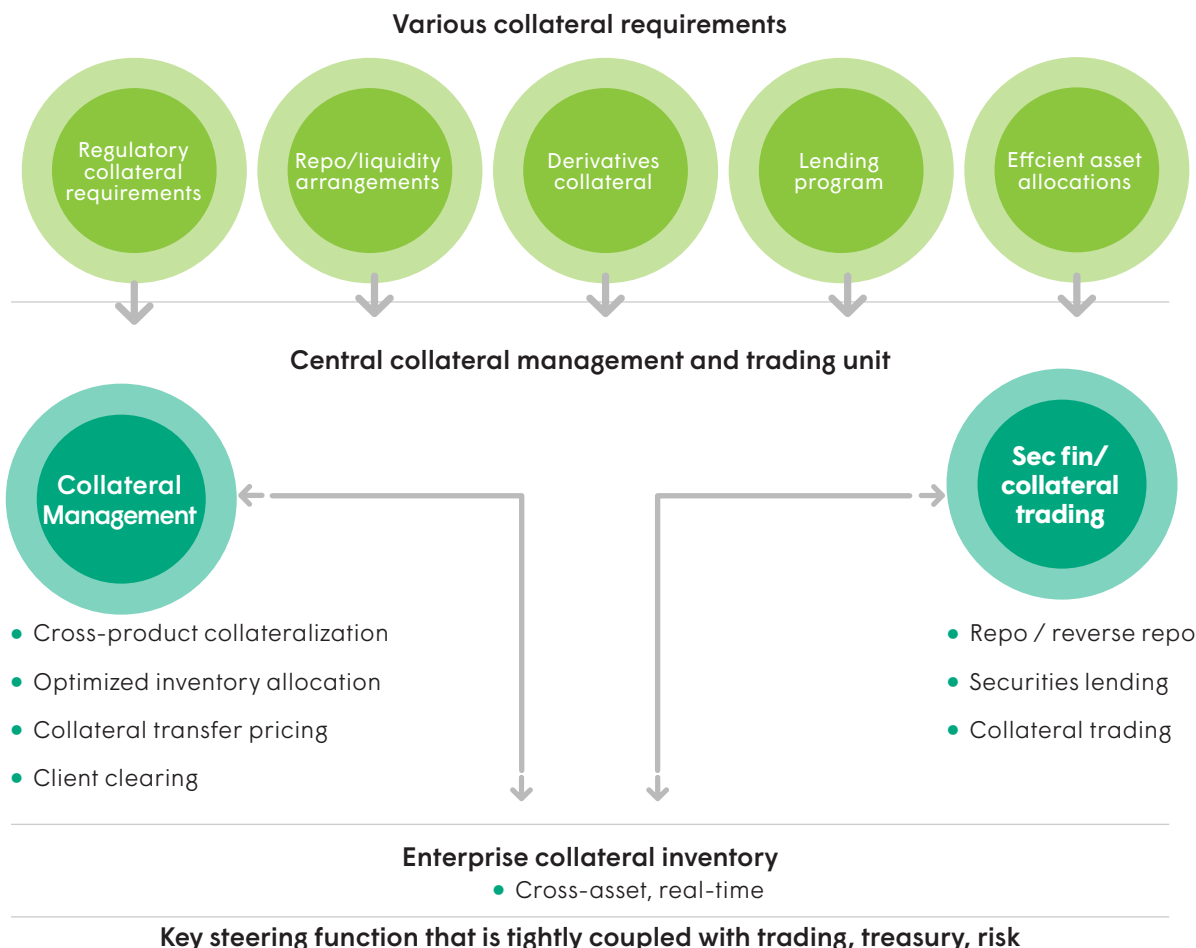 Various collateral requirements
Regulatory
collateral
requirements
Repo/liquidity
arrangements
Derivatives
collateral
Lending
program
Effcient asset
allocations
Central collateral management and trading unit
Collateral
Management
Sec fin/
collateral
trading
• Cross-product collateralization
• Optimized inventory allocation
• Collateral transfer pricing
• Client clearing
• Repo / reverse repo
• Securities lending
• Collateral trading
Enterprise collateral inventory
• Cross-asset, real-time
Key steering function that is tightly coupled with trading, treasury, risk